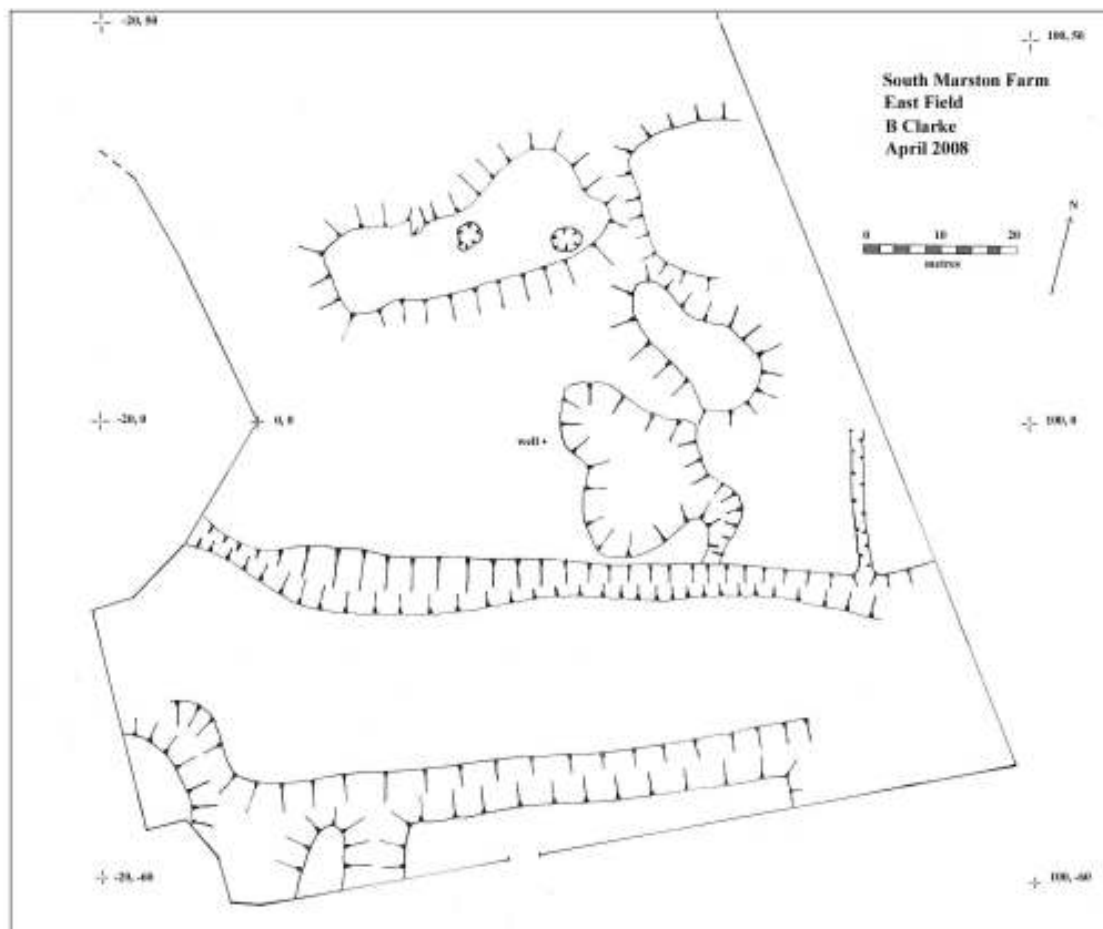 -20, 50
100, 50
South Marston Farm
East Field
B Clarke
April 2008
N
0 10 20
metres
-20, 0
0, 0
100, 0
well
-20, -60
100, -60